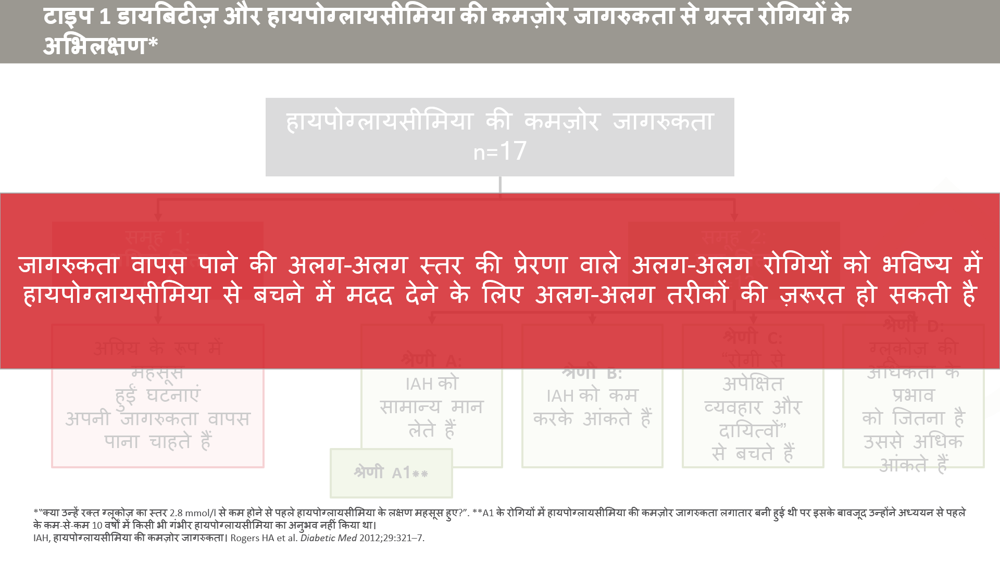 टाइप 1 डायबिटीज़ और हायपोग्लायसीमिया की कमज़ोर जागरुकता से ग्रस्त रोगियों के
अभिलक्षण*
हायपोग्लायसीमिया की कमज़ोर जागरुकता
n=17
समूह 1:
समूह 2:
जागरुकता वापस पाने की अलग-अलग स्तर की प्रेरणा वाले अलग-अलग रोगियों को भविष्य में
हायपोग्लायसीमिया से बचने में मदद देने के लिए अलग-अलग तरीकों की ज़रूरत हो सकती है
अप्रिय के रूप में
महसूस
हुईं घटनाएं
अपनी जागरुकता वापस
पाना चाहते हैं
श्रेणी A:
IAH को
सामान्य मान
लेते हैं
श्रेणी A1**
श्रेणी B:
IAH को कम
करके आंकते हैं
श्रेणी C:
“रोगी से
अपेक्षित
व्यवहार और
दायित्वों”
से बचते हैं
श्रेणी D:
ग्लूकोज़ की
अधिकता के
प्रभाव
को जितना है
उससे अधिक
आंकते हैं
*“क्या उन्हें रक्त ग्लूकोज़ का स्तर 2.8 mmol/l से कम होने से पहले हायपोग्लायसीमिया के लक्षण महसूस हुए?”. **A1 के रोगियों में हायपोग्लायसीमिया की कमज़ोर जागरुकता लगातार बनी हुई थी पर इसके बावजूद उन्होंने अध्ययन से पहले
के कम-से-कम 10 वर्षों में किसी भी गंभीर हायपोग्लायसीमिया का अनुभव नहीं किया था।
IAH, हायपोग्लायसीमिया की कमज़ोर जागरुकता। Rogers HA et al. Diabetic Med 2012;29:321–7.